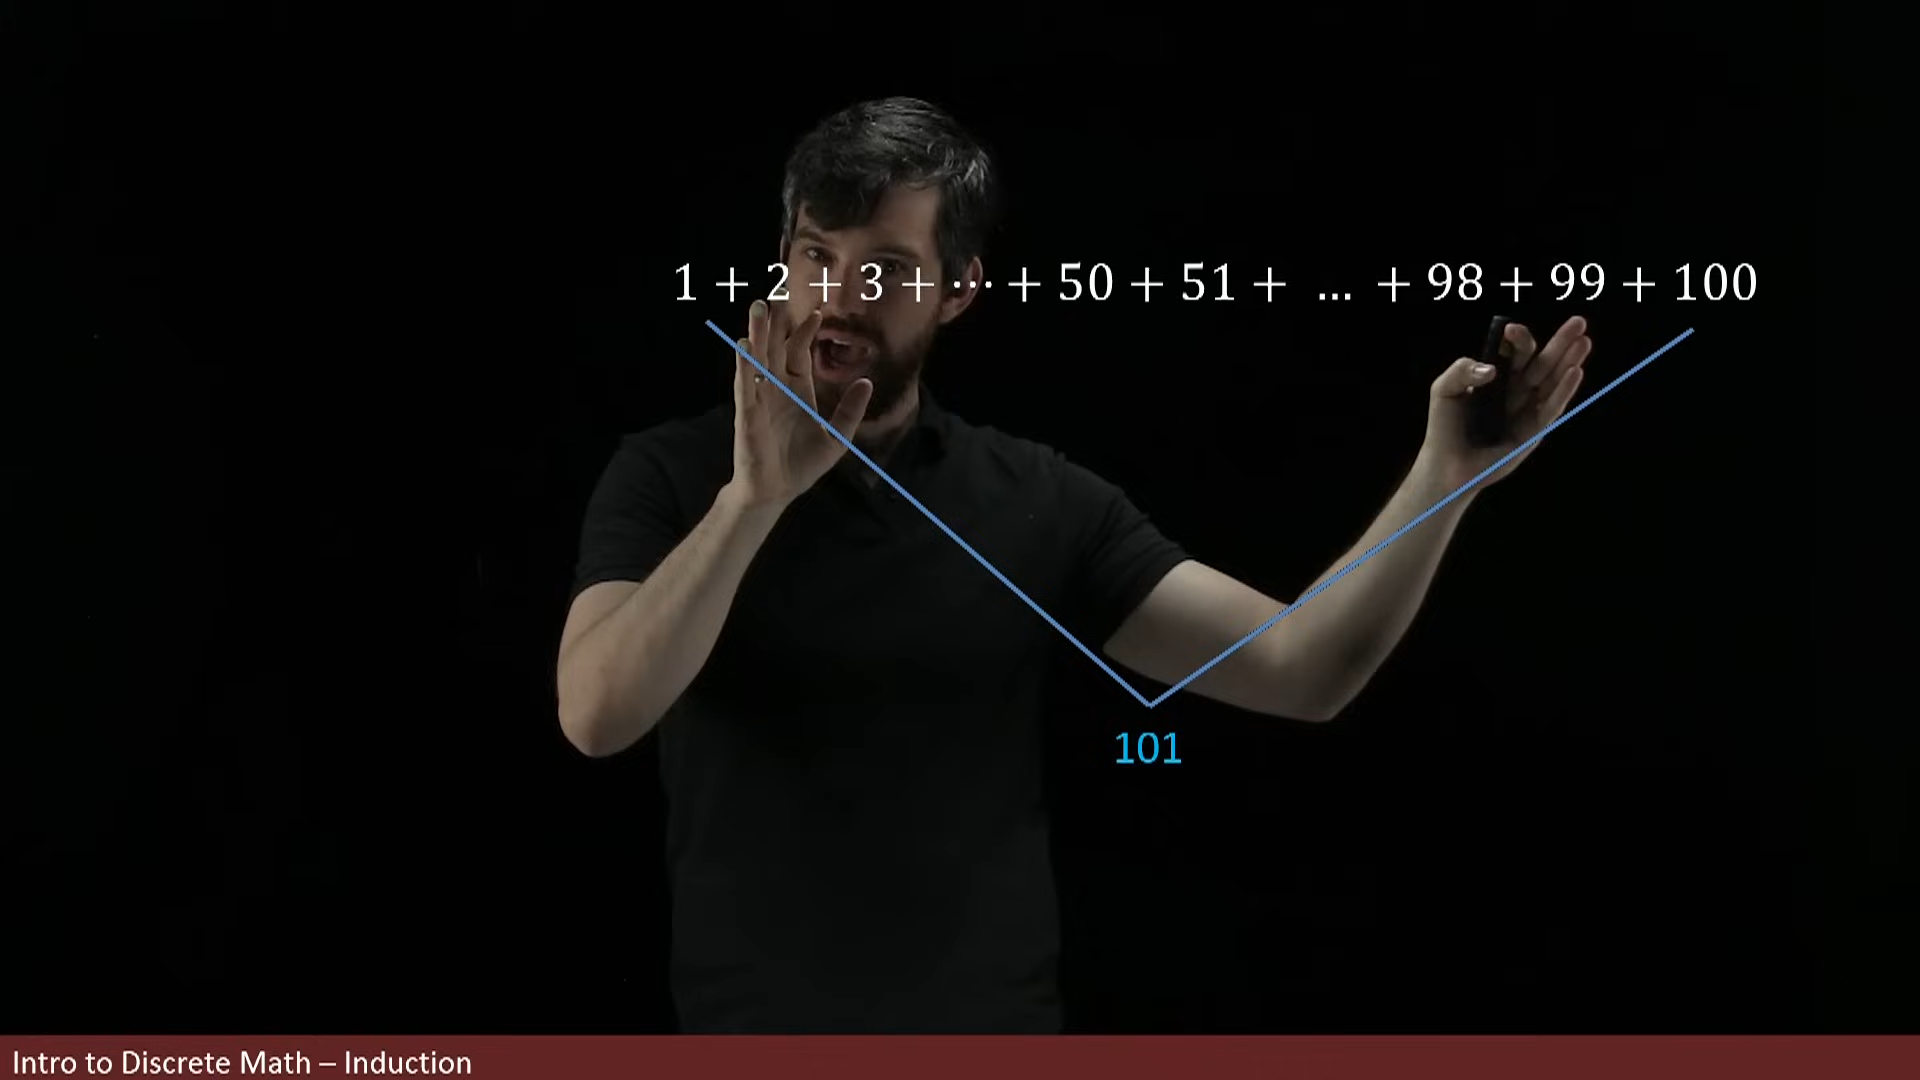 1 + 2 + 3 + ⋯ + 50 + 51 + … + 98 + 99 + 100
101
Intro to Discrete Math – Induction